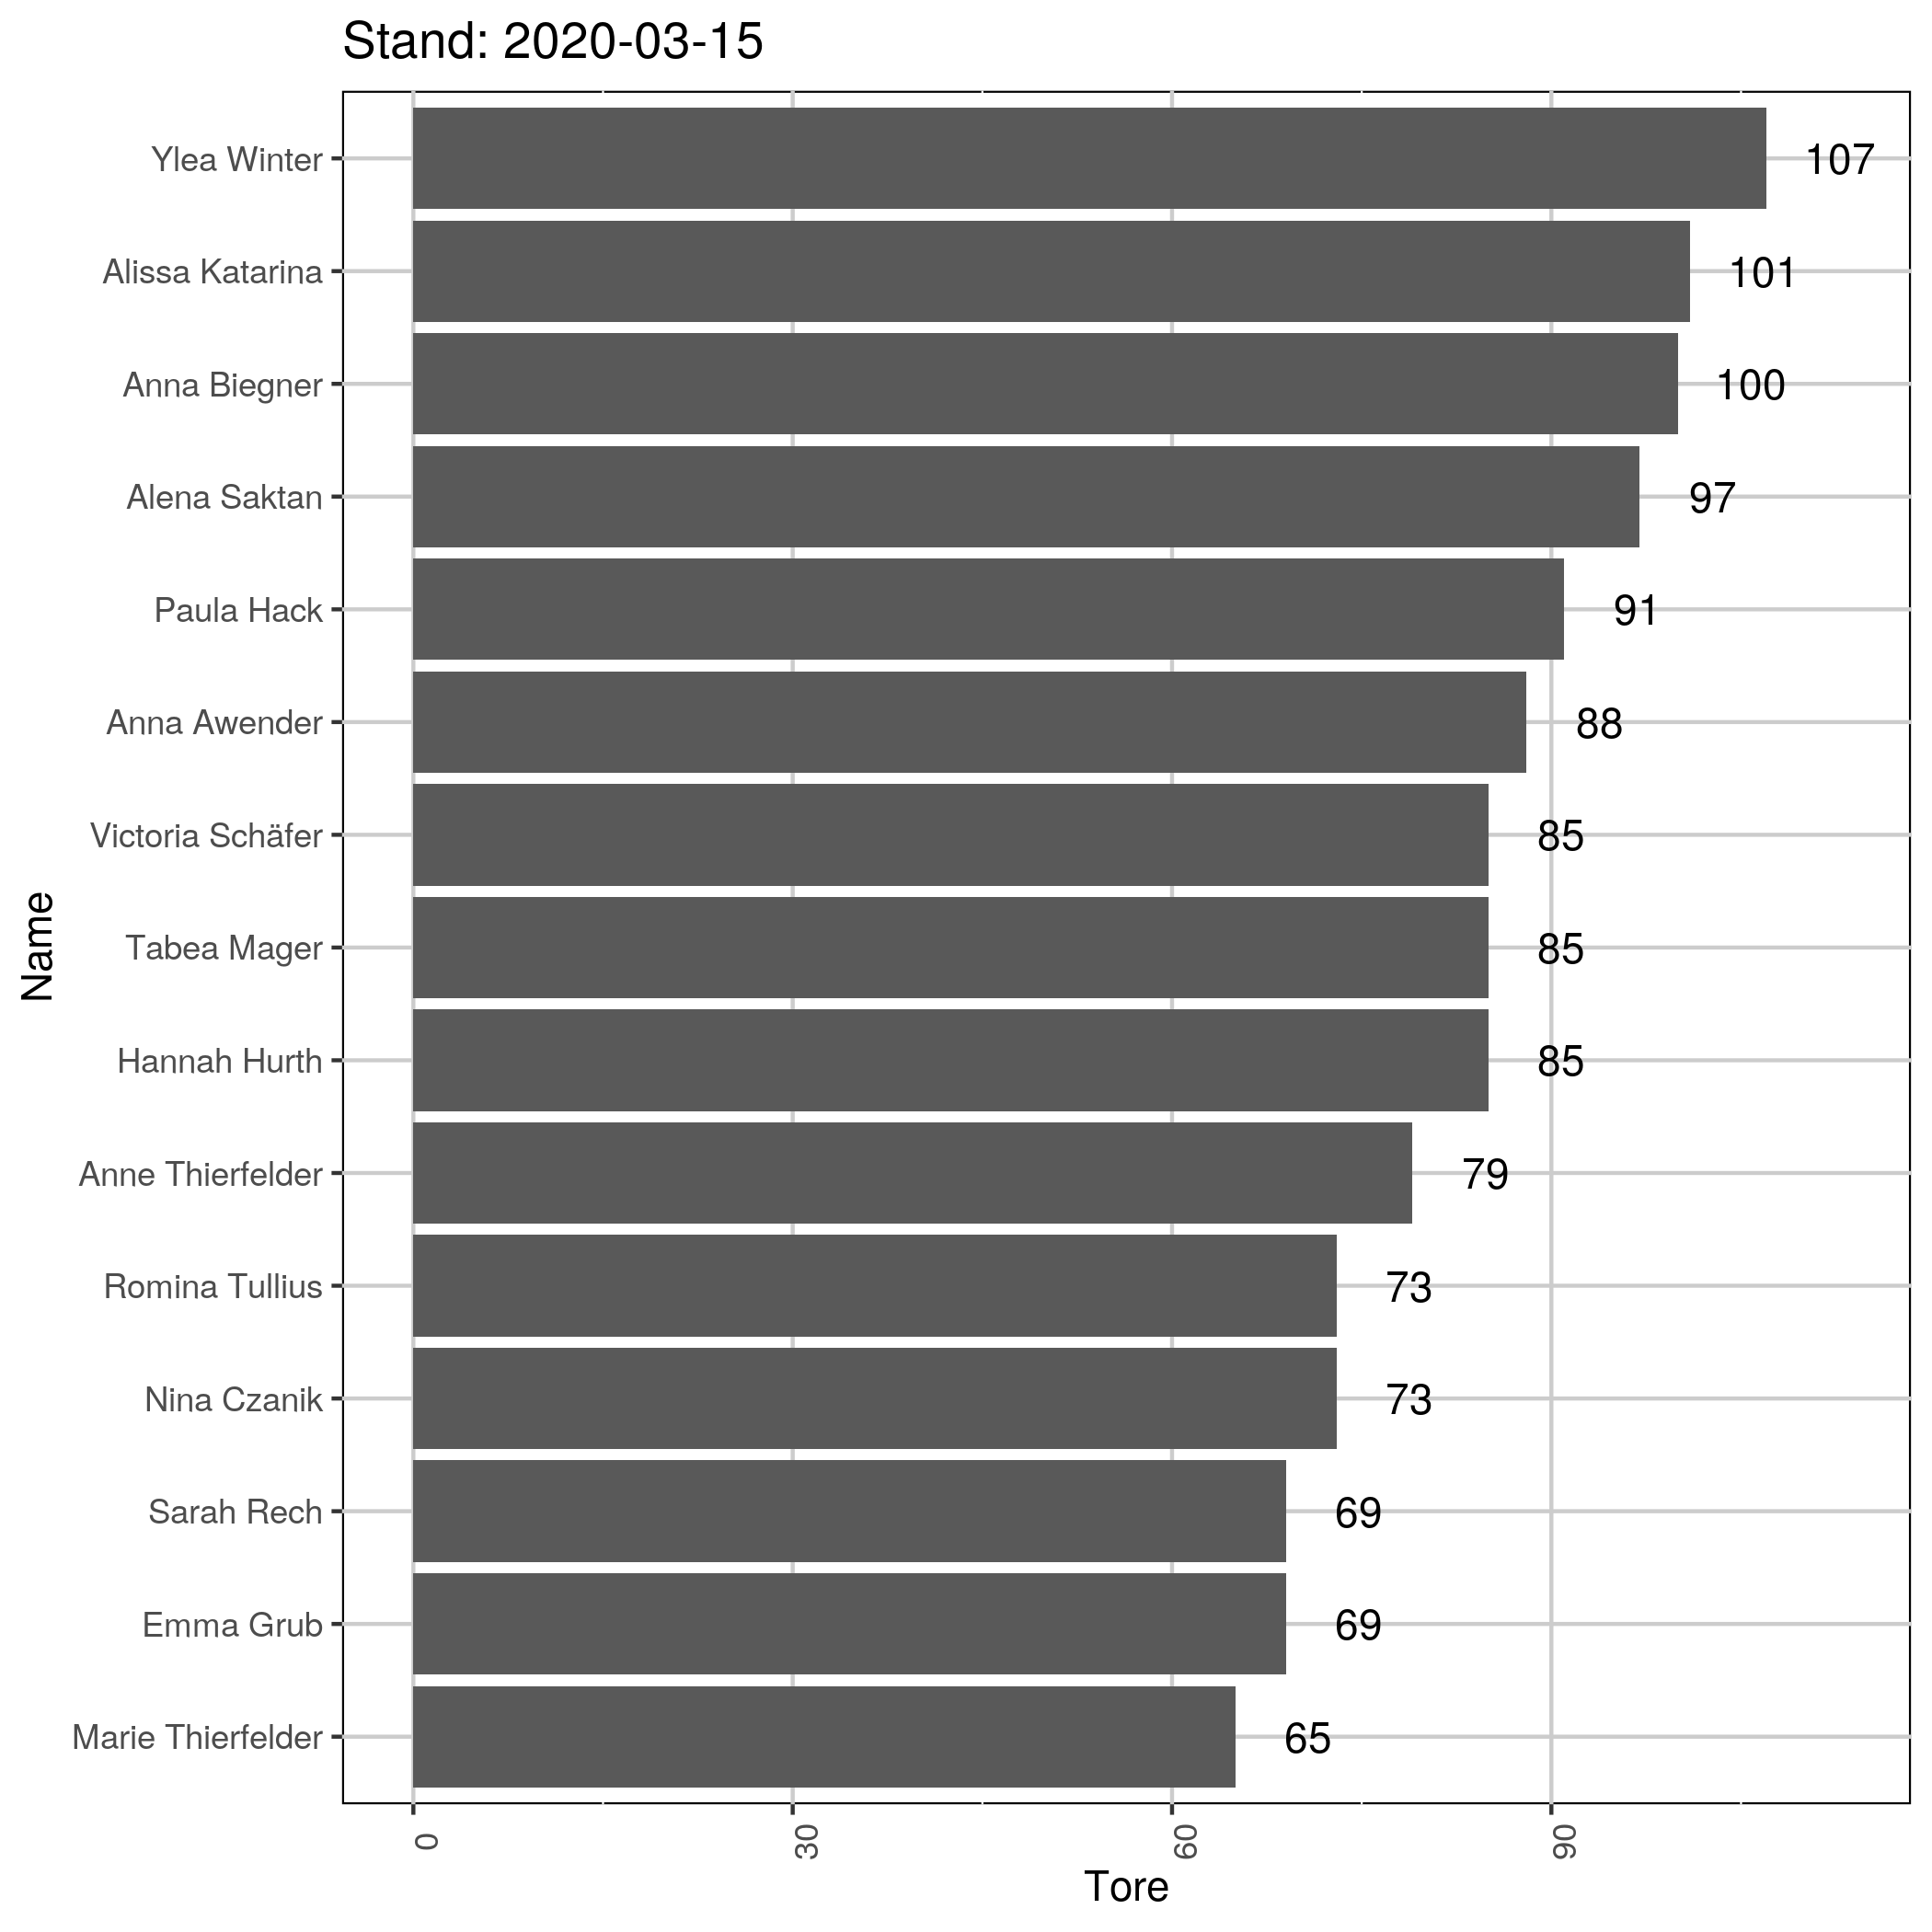 Stand: 2020-03-15
Ylea Winter 107
Alissa Katarina 101
Anna Biegner 100
Alena Saktan 97
Paula Hack 91
Anna Awender 88
Victoria Schäfer 85
Tabea Mager 85
Hannah Hurth 85
Anne Thierfelder 79
Romina Tullius 73
Nina Czanik 73
Sarah Rech 69
Emma Grub 69
Marie Thierfelder 65
Name
0 30 60 90
Tore